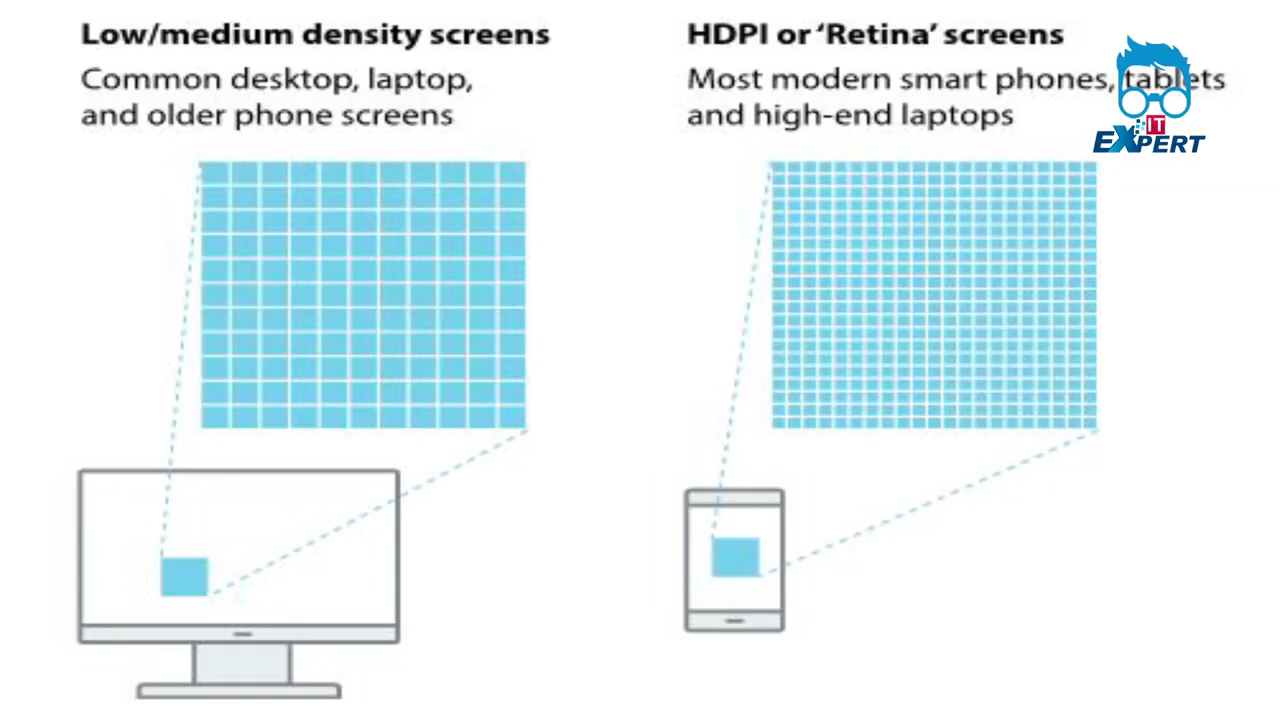 Low/medium density screens
Common desktop, laptop,
and older phone screens
HDPI or ‘Retina’ screens
Most modern smart phones, tablets
and high-end laptops
IT
EXPERT